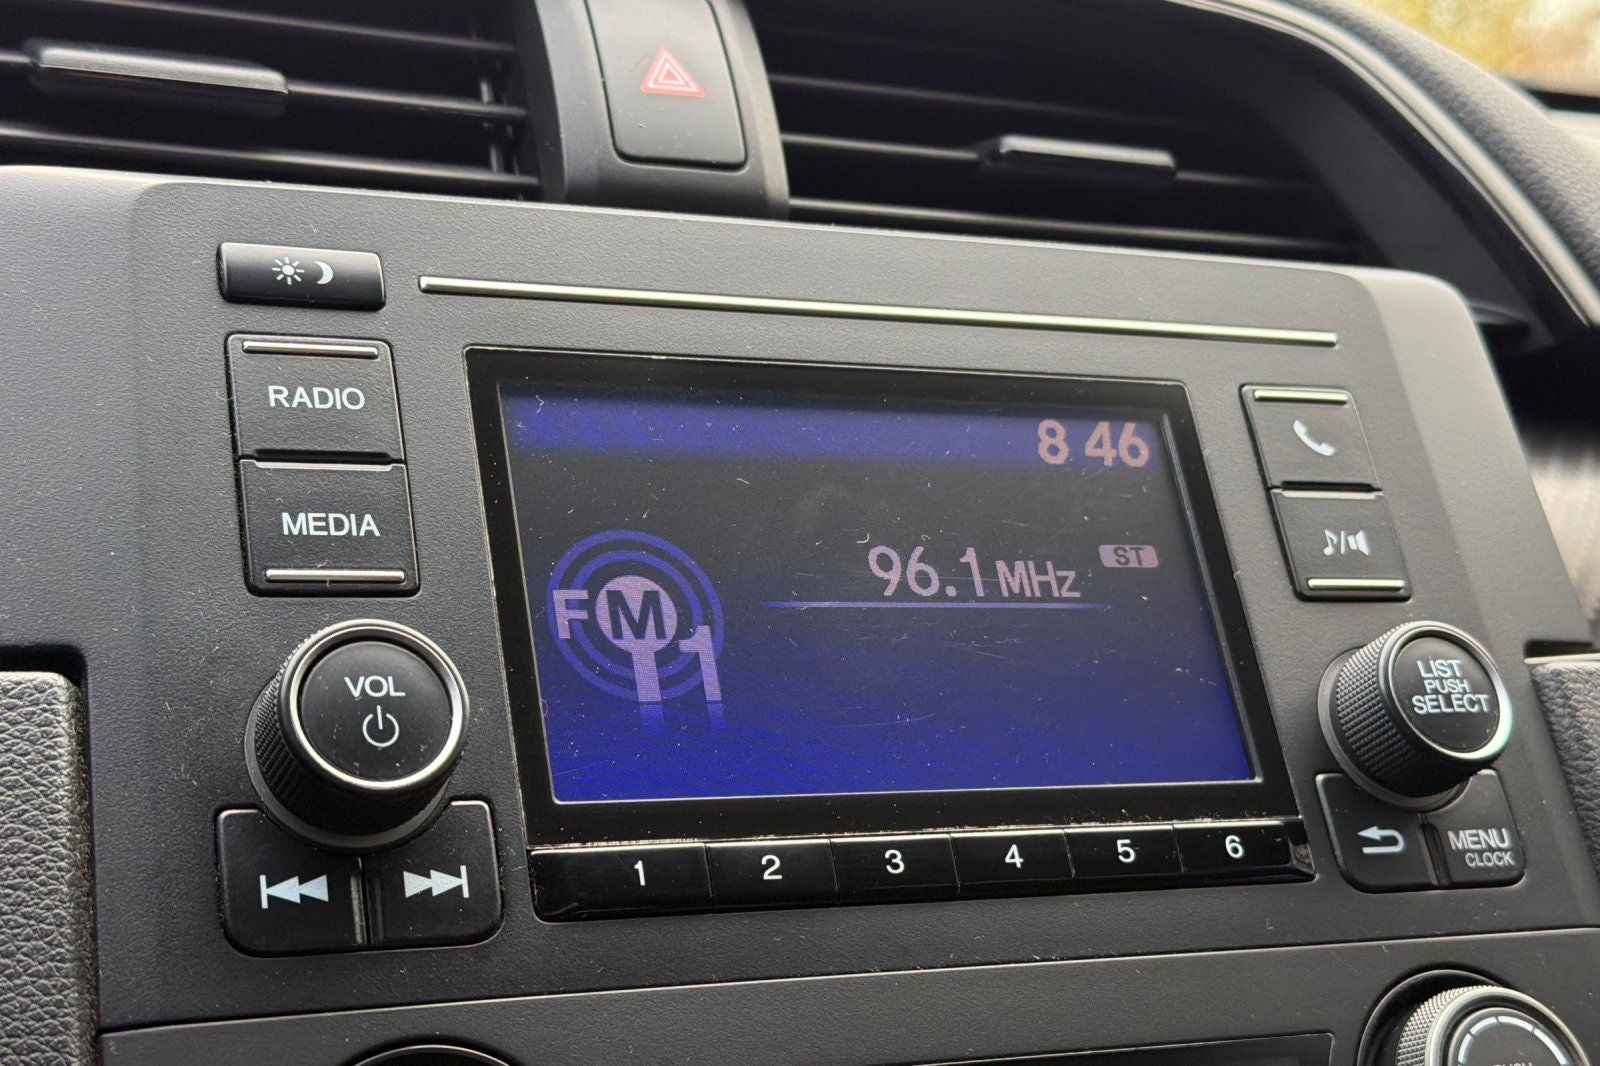 RADIO
MEDIA
VOL
8 46
96.1 MHz ST
FM
1
LIST
PUSH
SELECT
MENU
CLOCK
1 2 3 4 5 6